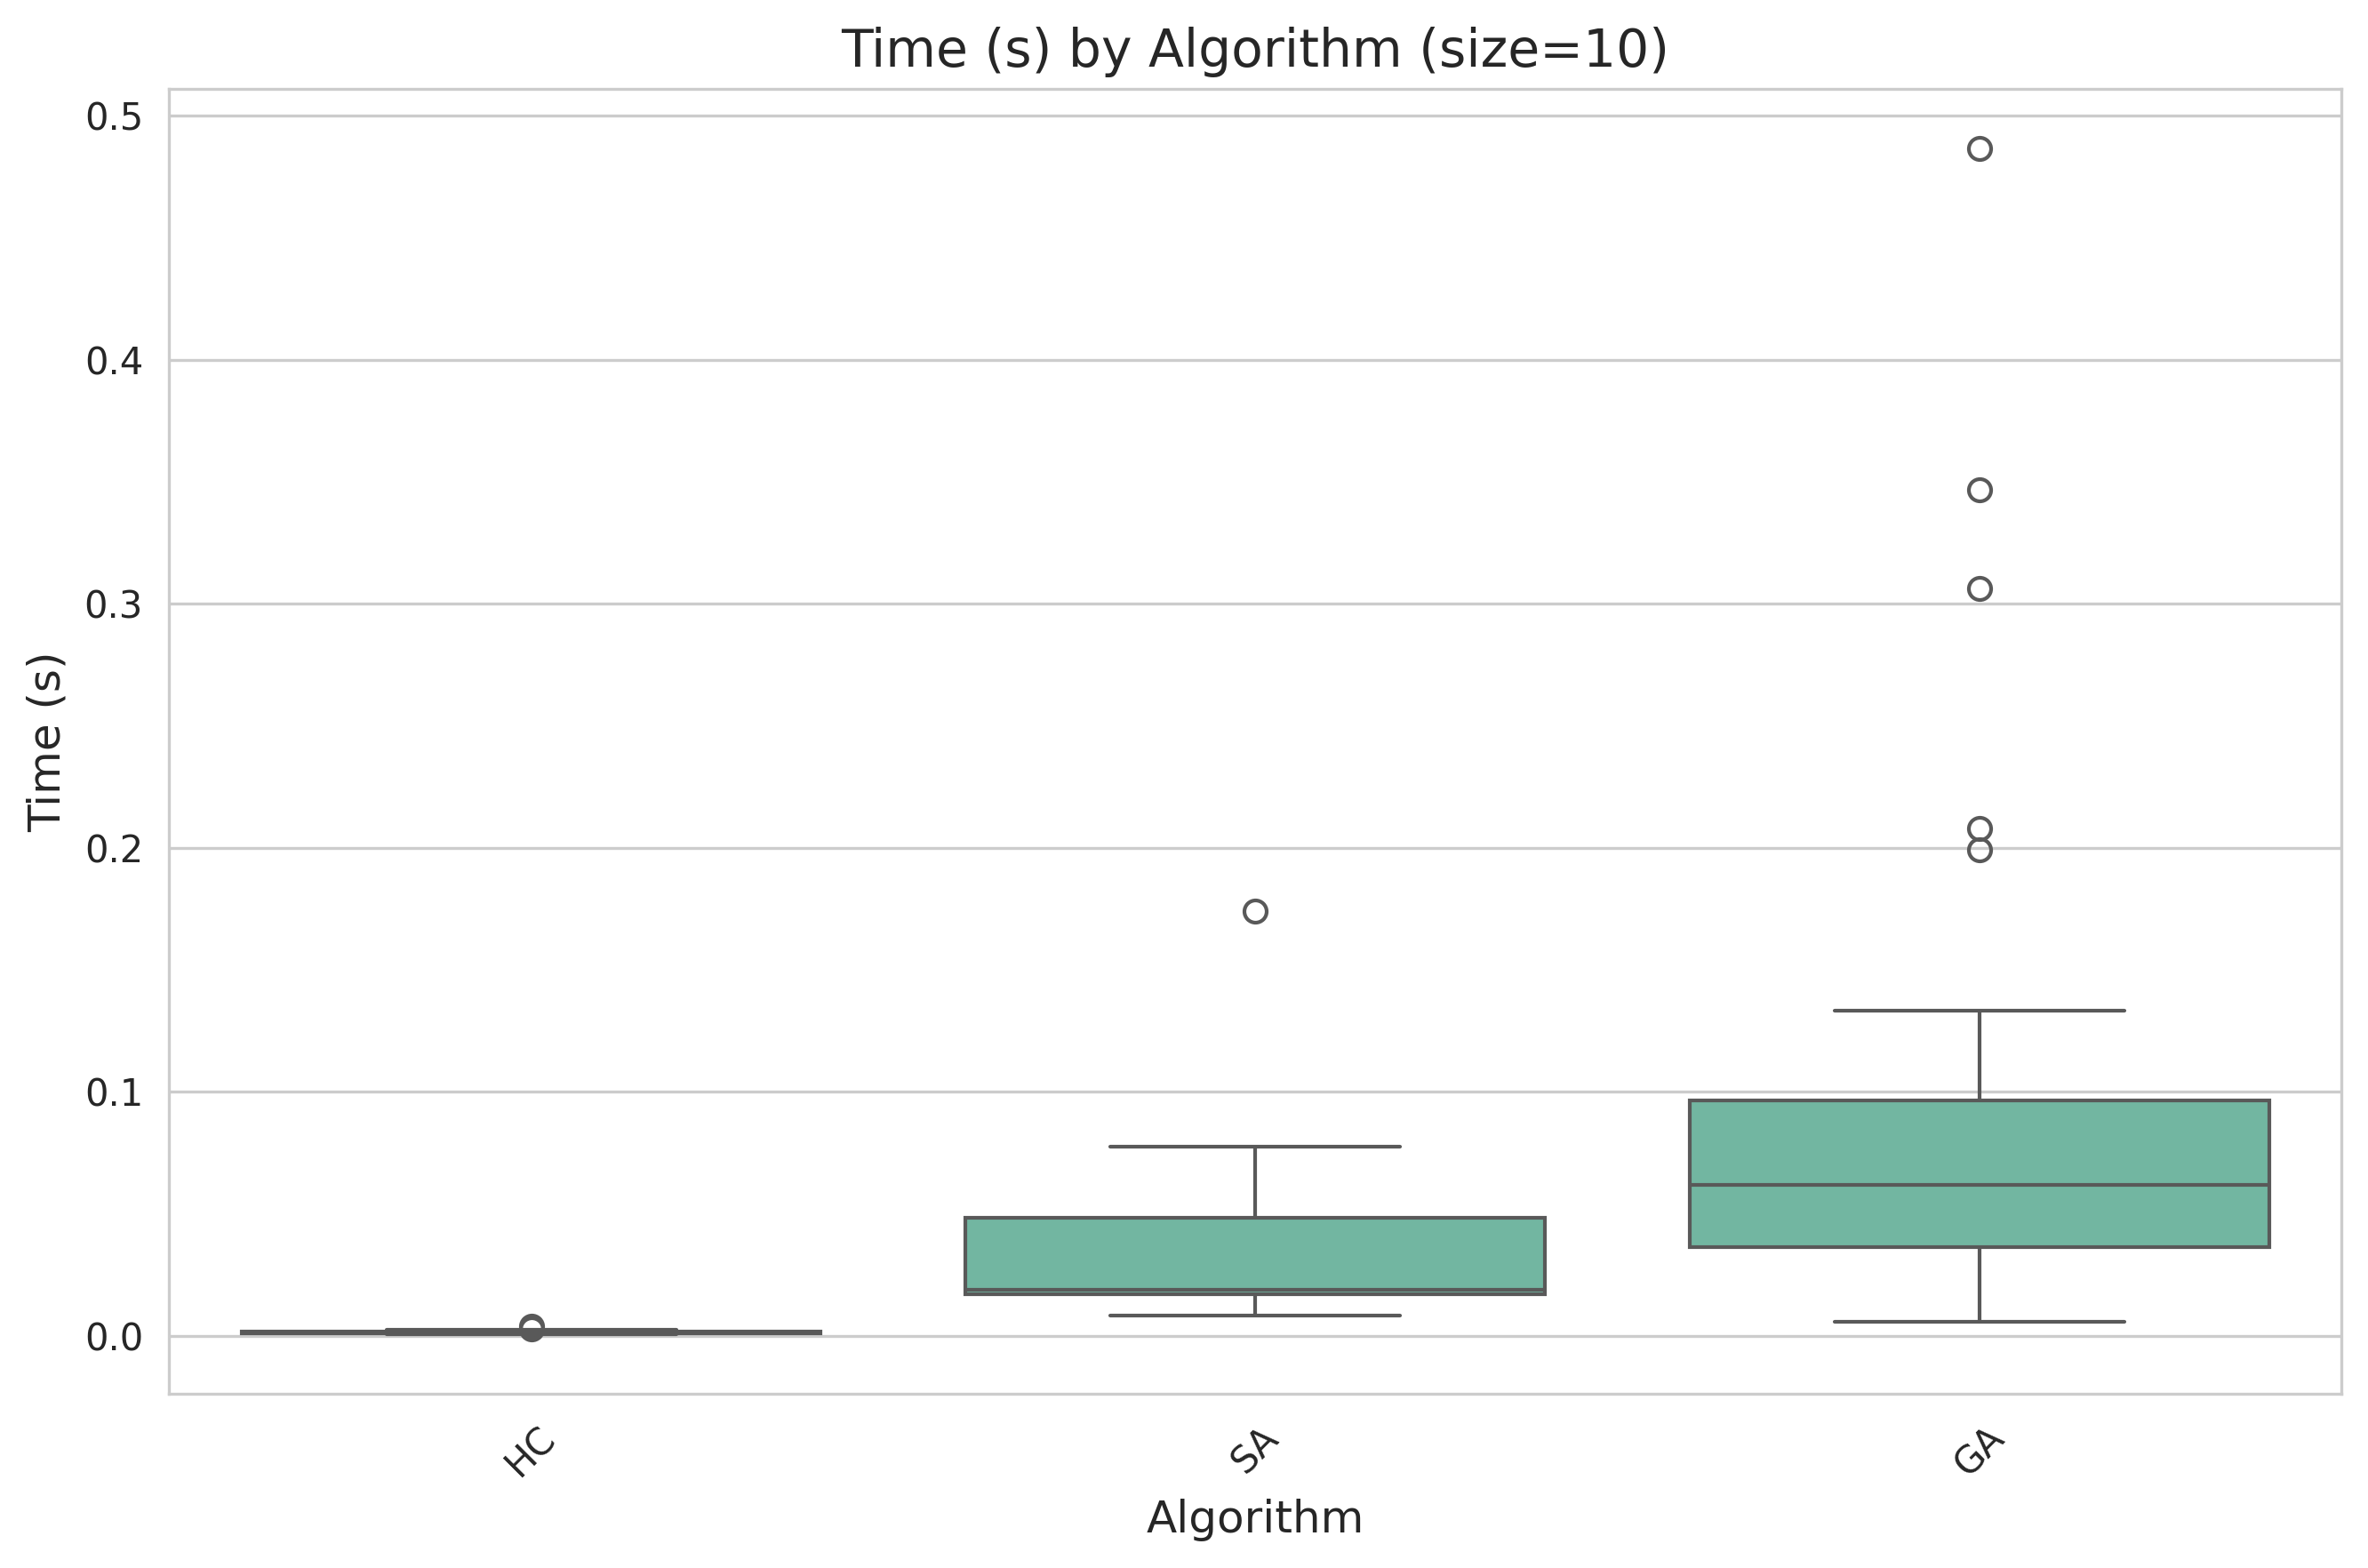 Time (s) by Algorithm (size=10)
0.5
0.4
0.3
0.2
0.1
0.0
Time (s)
HC
SA
GA
Algorithm